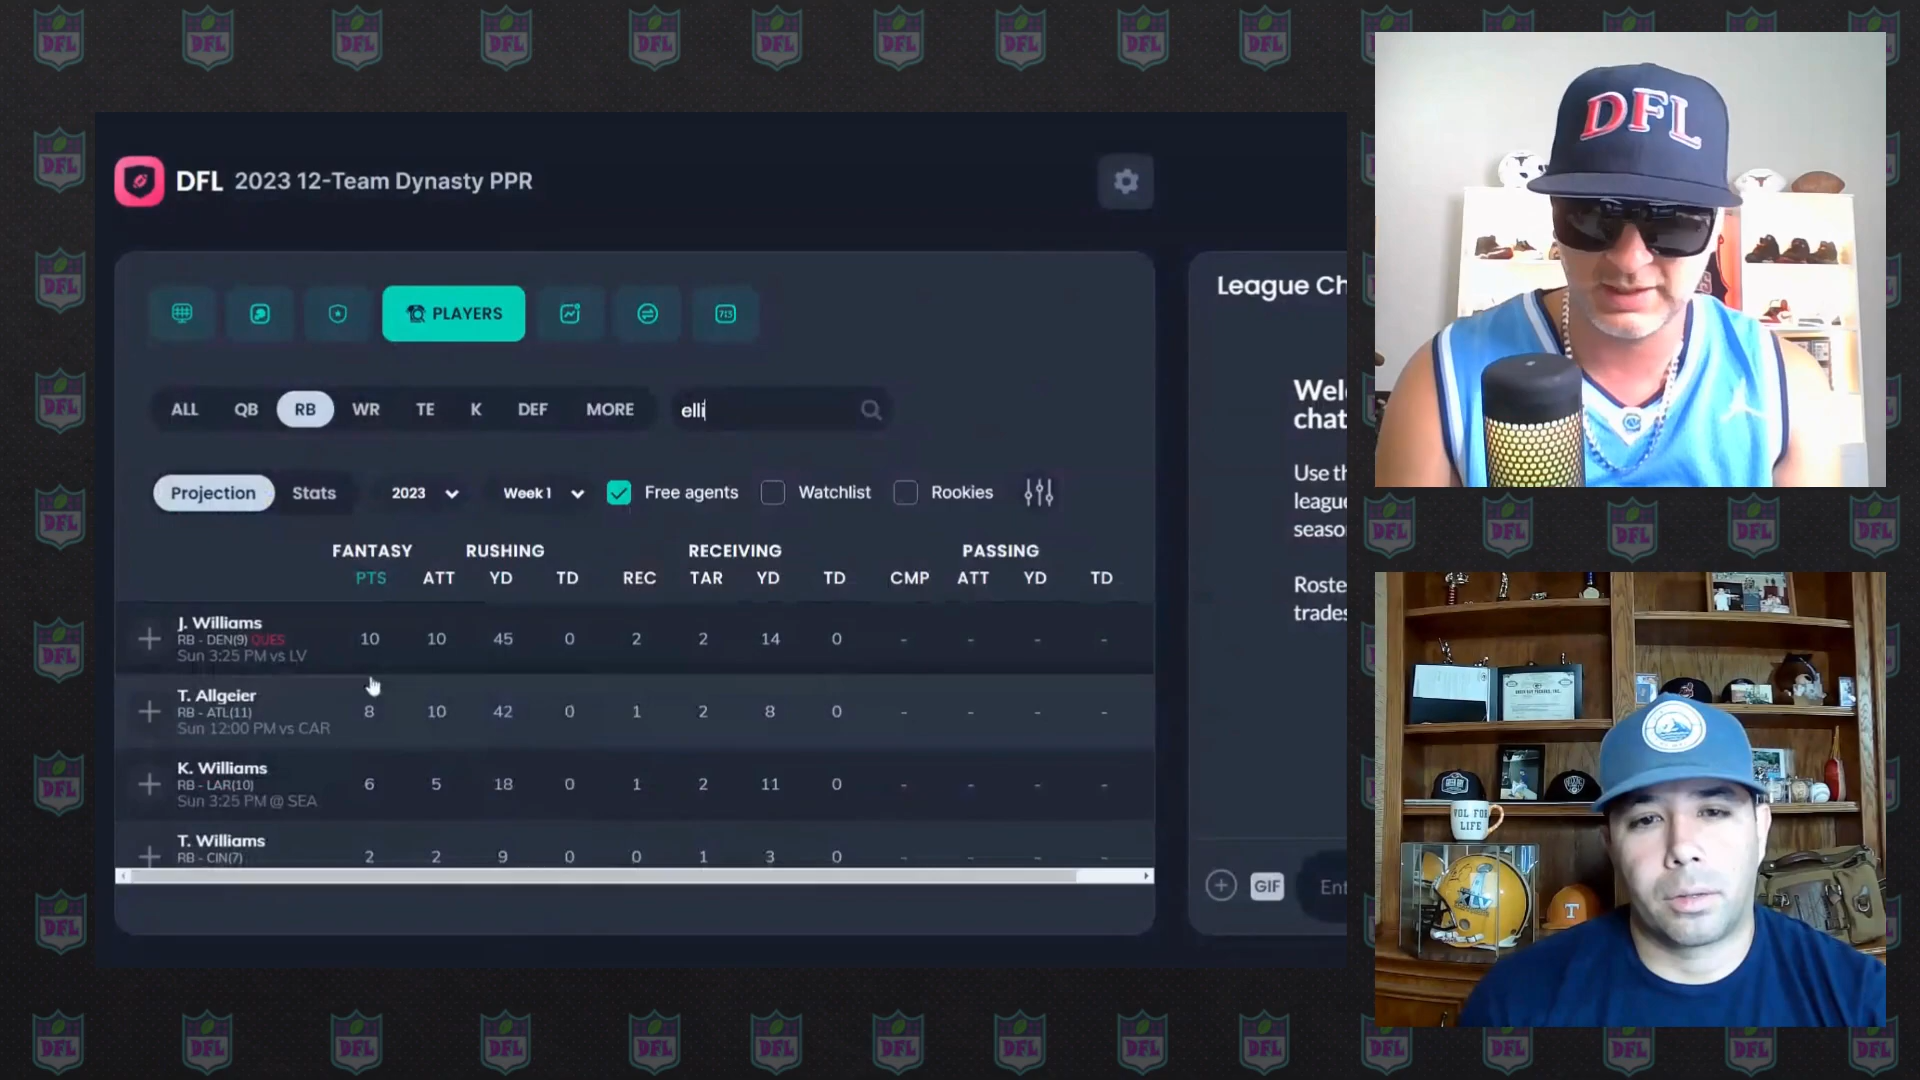 DFL 2023 12-Team Dynasty PPR
PLAYERS
ALL QB RB WR TE K DEF MORE elli
Projection Stats 2023 Week 1 Free agents Watchlist Rookies
FANTASY RUSHING RECEIVING PASSING
PTS ATT YD TD REC TAR YD TD CMP ATT YD TD
J. Williams
RB - DEN(9) QUES
Sun 3:25 PM vs LV
10 10 45 0 2 2 14 0 - - - -
T. Allgeier
RB - ATL(11)
Sun 12:00 PM vs CAR
8 10 42 0 1 2 8 0 - - - -
K. Williams
RB - LAR(10)
Sun 3:25 PM @ SEA
6 5 18 0 1 2 11 0 - - - -
T. Williams
RB - CIN(7)
2 2 9 0 0 1 3 0 - - - -
League Ch
Welc
chat
Use th
league
seaso
Roste
trades
GIF Ent
DFL
VOL FOR
LIFE
XLV
T
DFL